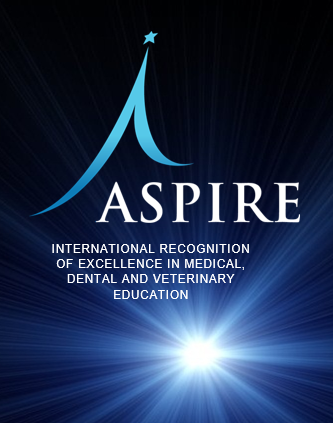 ASPIRE
INTERNATIONAL RECOGNITION
OF EXCELLENCE IN MEDICAL,
DENTAL AND VETERINARY
EDUCATION